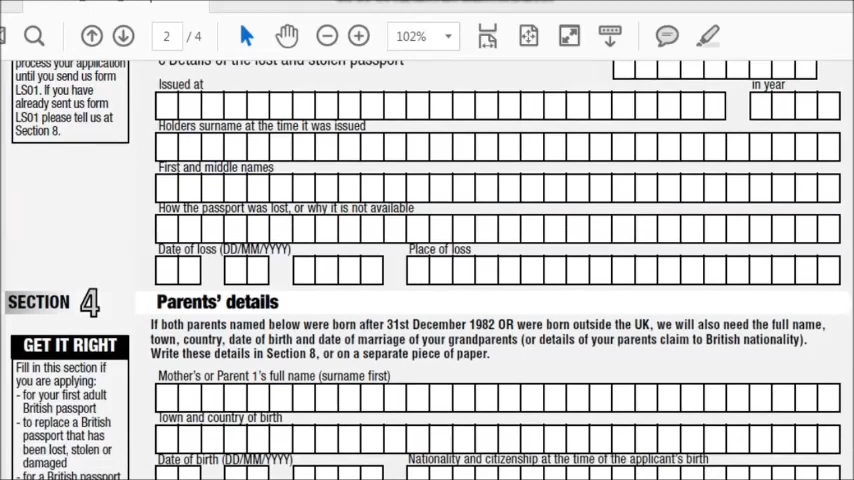 2 / 4
102%
process your application
until you send us form
LS01. If you have
already sent us form
LS01 please tell us at
Section 8.
c Details of the lost and stolen passport
Issued at
in year
Holders surname at the time it was issued
First and middle names
How the passport was lost, or why it is not available
Date of loss (DD/MM/YYYY)
Place of loss
SECTION 4
Parents' details
If both parents named below were born after 31st December 1982 OR were born outside the UK, we will also need the full name,
town, country, date of birth and date of marriage of your grandparents (or details of your parents claim to British nationality).
Write these details in Section 8, or on a separate piece of paper.
GET IT RIGHT
Fill in this section if
you are applying:
- for your first adult
British passport
- to replace a British
passport that has
been lost, stolen or
damaged
- for a British passport
Mother's or Parent 1's full name (surname first)
Town and country of birth
Date of birth (DD/MM/YYYY)
Nationality and citizenship at the time of the applicant's birth